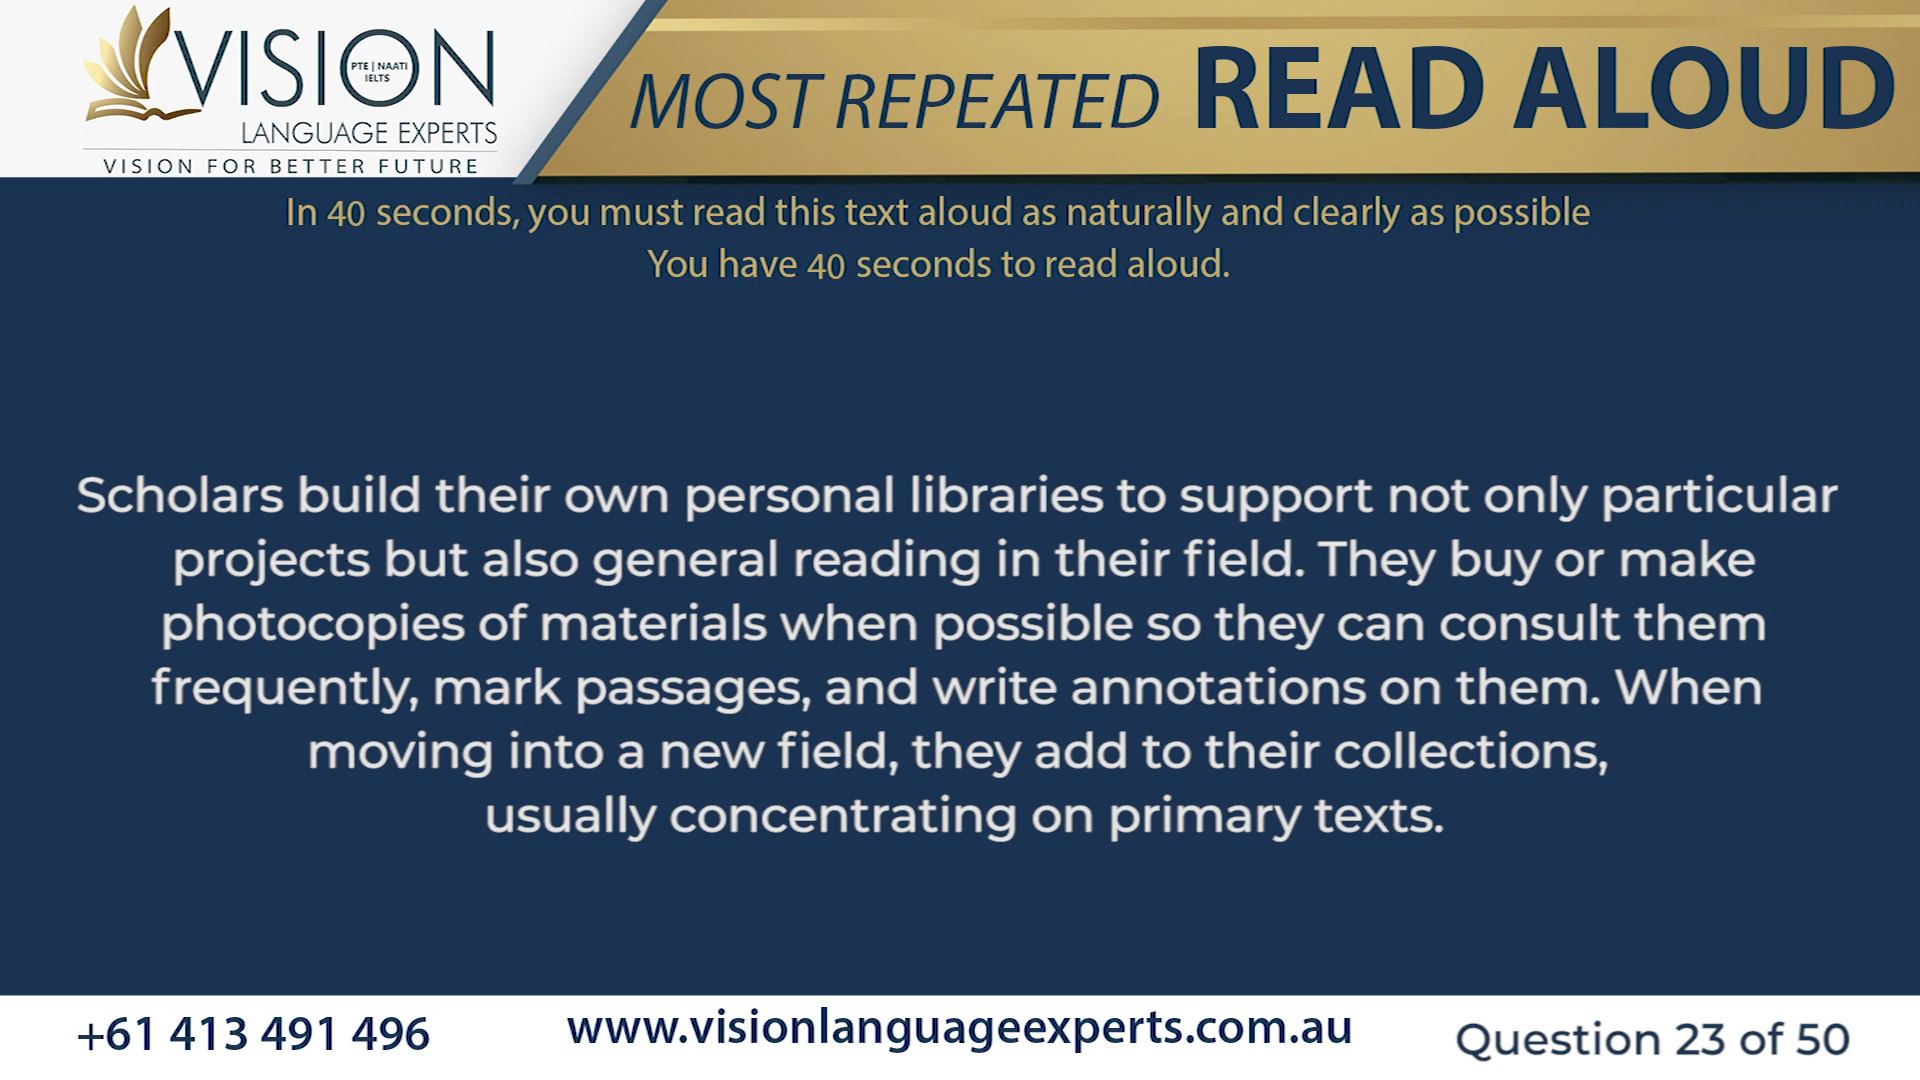 VISION
PTE | NAATI
IELTS
LANGUAGE EXPERTS
VISION FOR BETTER FUTURE
MOST REPEATED READ ALOUD
In 40 seconds, you must read this text aloud as naturally and clearly as possible
You have 40 seconds to read aloud.
Scholars build their own personal libraries to support not only particular
projects but also general reading in their field. They buy or make
photocopies of materials when possible so they can consult them
frequently, mark passages, and write annotations on them. When
moving into a new field, they add to their collections,
usually concentrating on primary texts.
+61 413 491 496
www.visionlanguageexperts.com.au
Question 23 of 50